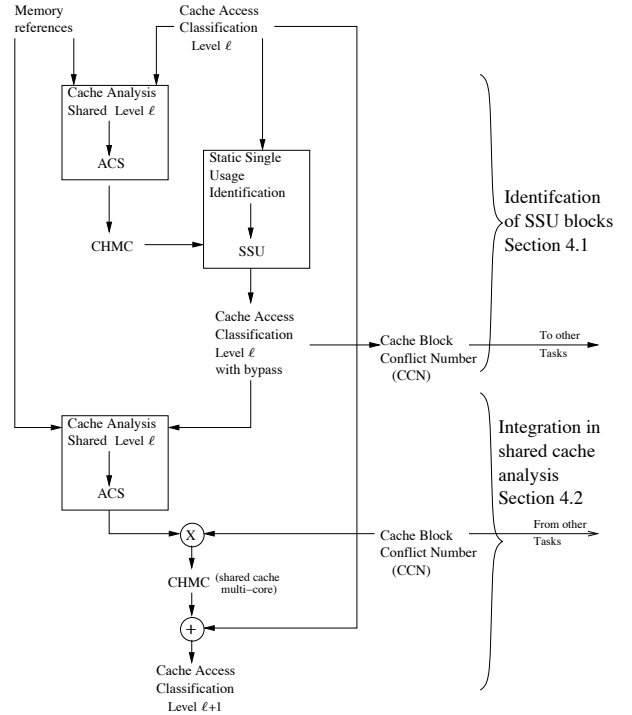 Memory
references
Cache Access
Classification
Level ℓ
Cache Analysis
Shared Level ℓ
ACS
CHMC
Static Single
Usage
Identification
SSU
Identifcation
of SSU blocks
Section 4.1
Cache Access
Classification
Level ℓ
with bypass
Cache Block
Conflict Number
(CCN)
To other
Tasks
Cache Analysis
Shared Level ℓ
ACS
Integration in
shared cache
analysis
Section 4.2
X
Cache Block
Conflict Number
(CCN)
From other
Tasks
CHMC (shared cache
multi-core)
+
Cache Access
Classification
Level ℓ+1